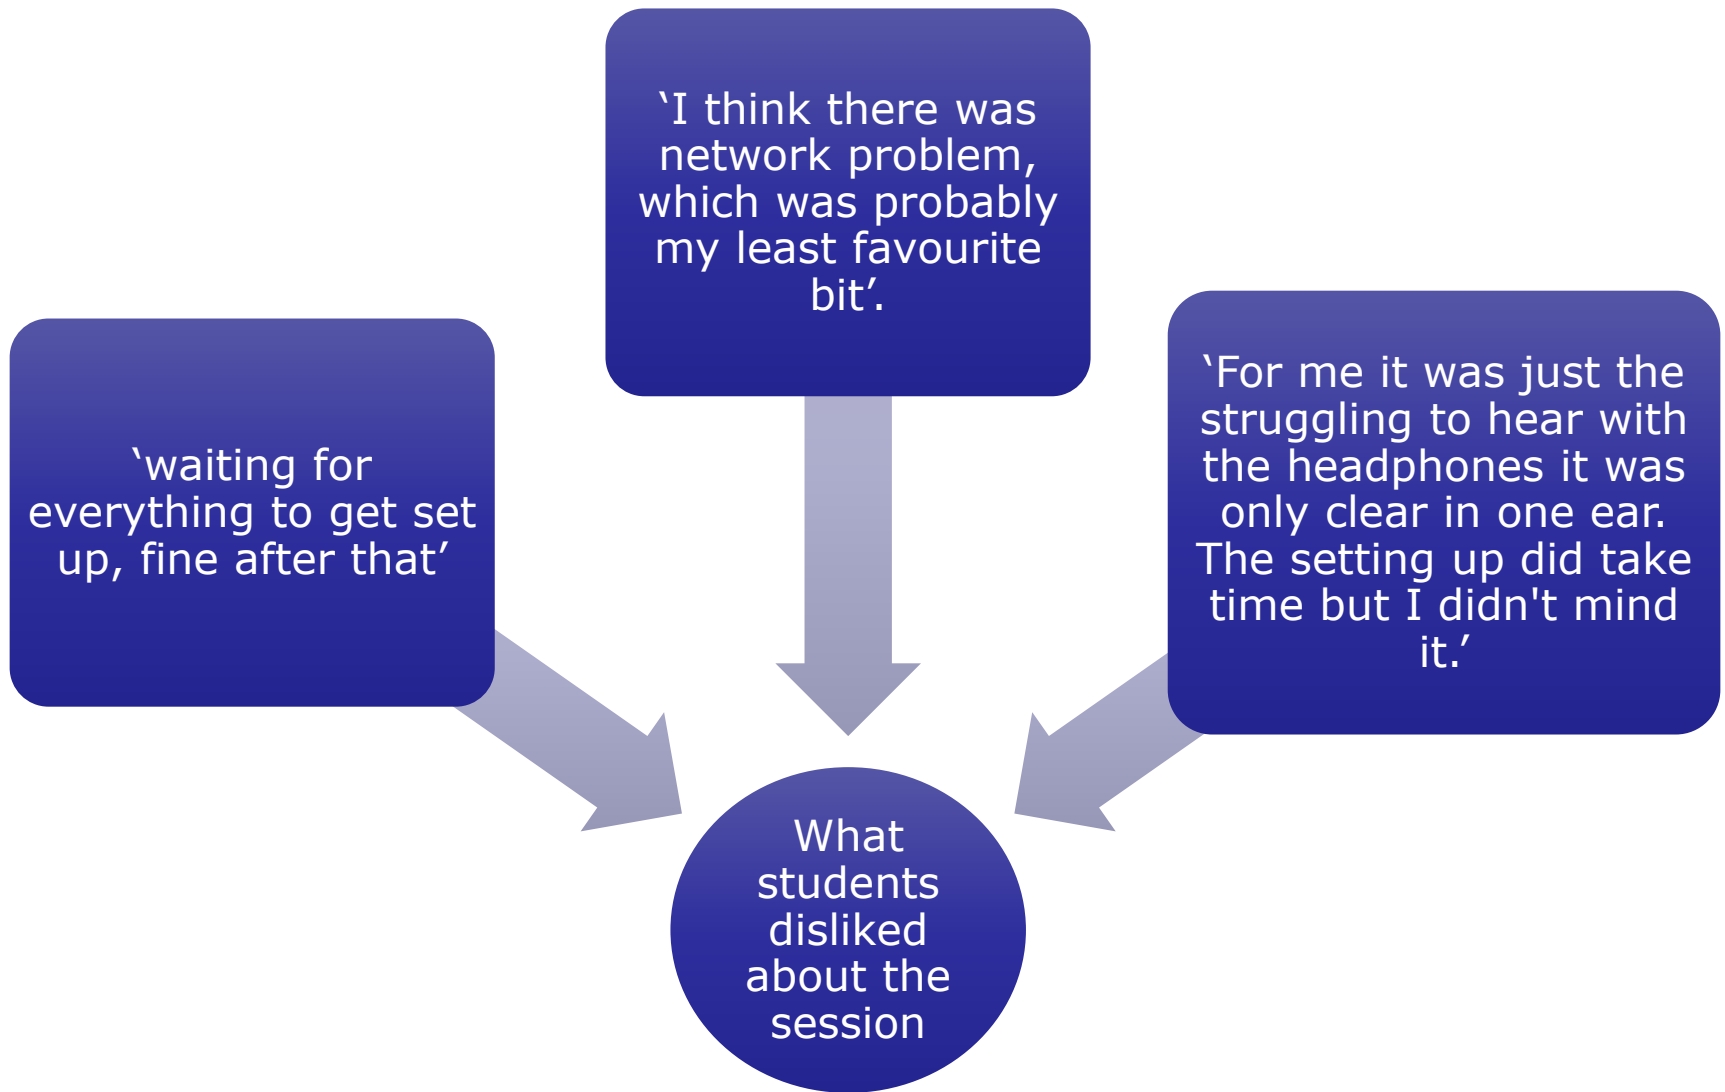 ‘waiting for
everything to get set
up, fine after that’
‘I think there was
network problem,
which was probably
my least favourite
bit’.
‘For me it was just the
struggling to hear with
the headphones it was
only clear in one ear.
The setting up did take
time but I didn't mind
it.’
What
students
disliked
about the
session